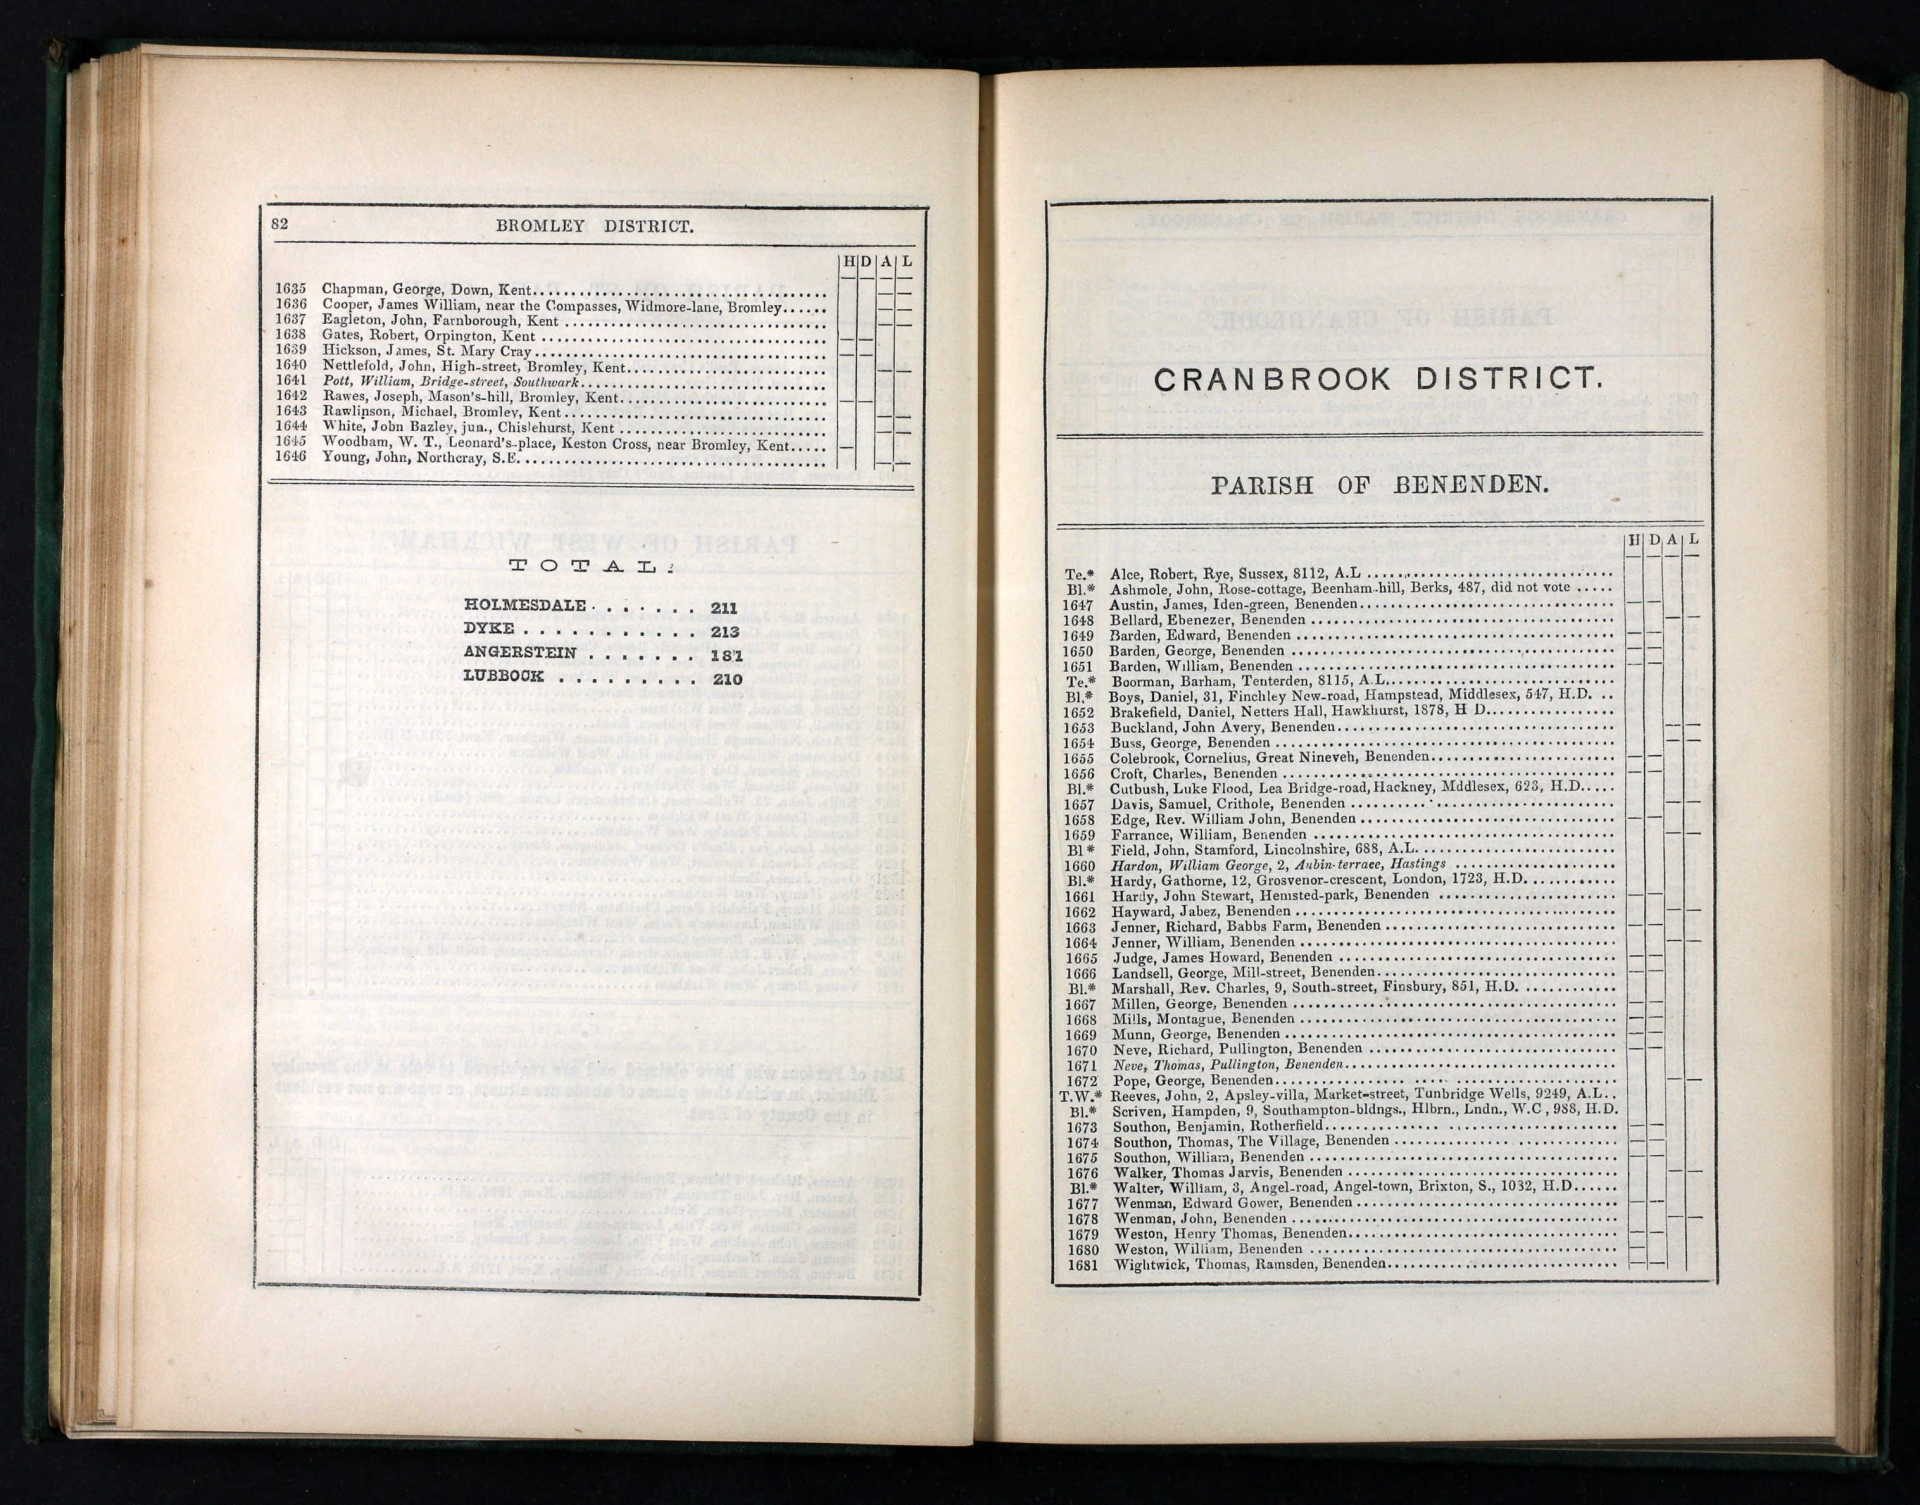 82 BROMLEY DISTRICT.
H D A L
1635 Chapman, George, Down, Kent — —
1636 Cooper, James William, near the Compasses, Widmore-lane, Bromley — —
1637 Eagleton, John, Farnborough, Kent — —
1638 Gates, Robert, Orpington, Kent — —
1639 Hickson, James, St. Mary Cray — —
1640 Nettlefold, John, High-street, Bromley, Kent — —
1641 Pott, William, Bridge-street, Southwark
1642 Rawes, Joseph, Mason's-hill, Bromley, Kent — —
1643 Rawlinson, Michael, Bromley, Kent — —
1644 White, John Bazley, jun., Chislehurst, Kent — —
1645 Woodham, W. T., Leonard's-place, Keston Cross, near Bromley, Kent —
1646 Young, John, Northcray, S.E. — —
TOTAL:
HOLMESDALE 211
DYKE 213
ANGERSTEIN 181
LUBBOCK 210
CRANBROOK DISTRICT.
PARISH OF BENENDEN.
H D A L
Te.* Alce, Robert, Rye, Sussex, 8112, A.L
Bl.* Ashmole, John, Rose-cottage, Beenham-hill, Berks, 487, did not vote
1647 Austin, James, Iden-green, Benenden — —
1648 Bellard, Ebenezer, Benenden — —
1649 Barden, Edward, Benenden — —
1650 Barden, George, Benenden — —
1651 Barden, William, Benenden — —
Te.* Boorman, Barham, Tenterden, 8115, A.L.
Bl.* Boys, Daniel, 31, Finchley New-road, Hampstead, Middlesex, 547, H.D.
1652 Brakefield, Daniel, Netters Hall, Hawkhurst, 1878, H D
1653 Buckland, John Avery, Benenden — —
1654 Buss, George, Benenden — —
1655 Colebrook, Cornelius, Great Nineveh, Benenden — —
1656 Croft, Charles, Benenden — —
Bl.* Cutbush, Luke Flood, Lea Bridge-road, Hackney, Mddlesex, 623, H.D.
1657 Davis, Samuel, Crithole, Benenden — —
1658 Edge, Rev. William John, Benenden — —
1659 Farrance, William, Benenden — —
Bl * Field, John, Stamford, Lincolnshire, 688, A.L.
1660 Hardon, William George, 2, Aubin-terrace, Hastings
Bl.* Hardy, Gathorne, 12, Grosvenor-crescent, London, 1723, H.D.
1661 Hardy, John Stewart, Hemsted-park, Benenden — —
1662 Hayward, Jabez, Benenden — —
1663 Jenner, Richard, Babbs Farm, Benenden — —
1664 Jenner, William, Benenden — —
1665 Judge, James Howard, Benenden — —
1666 Landsell, George, Mill-street, Benenden — —
Bl.* Marshall, Rev. Charles, 9, South-street, Finsbury, 851, H.D.
1667 Millen, George, Benenden — —
1668 Mills, Montague, Benenden — —
1669 Munn, George, Benenden — —
1670 Neve, Richard, Pullington, Benenden — —
1671 Neve, Thomas, Pullington, Benenden
1672 Pope, George, Benenden — —
T.W.* Reeves, John, 2, Apsley-villa, Market-street, Tunbridge Wells, 9249, A.L.
Bl.* Scriven, Hampden, 9, Southampton-bldngs., Hlbrn., Lndn., W.C , 988, H.D.
1673 Southon, Benjamin, Rotherfield — —
1674 Southon, Thomas, The Village, Benenden — —
1675 Southon, William, Benenden — —
1676 Walker, Thomas Jarvis, Benenden — —
Bl.* Walter, William, 3, Angel-road, Angel-town, Brixton, S., 1032, H.D.
1677 Wenman, Edward Gower, Benenden — —
1678 Wenman, John, Benenden — —
1679 Weston, Henry Thomas, Benenden — —
1680 Weston, William, Benenden —
1681 Wightwick, Thomas, Ramsden, Benenden — —